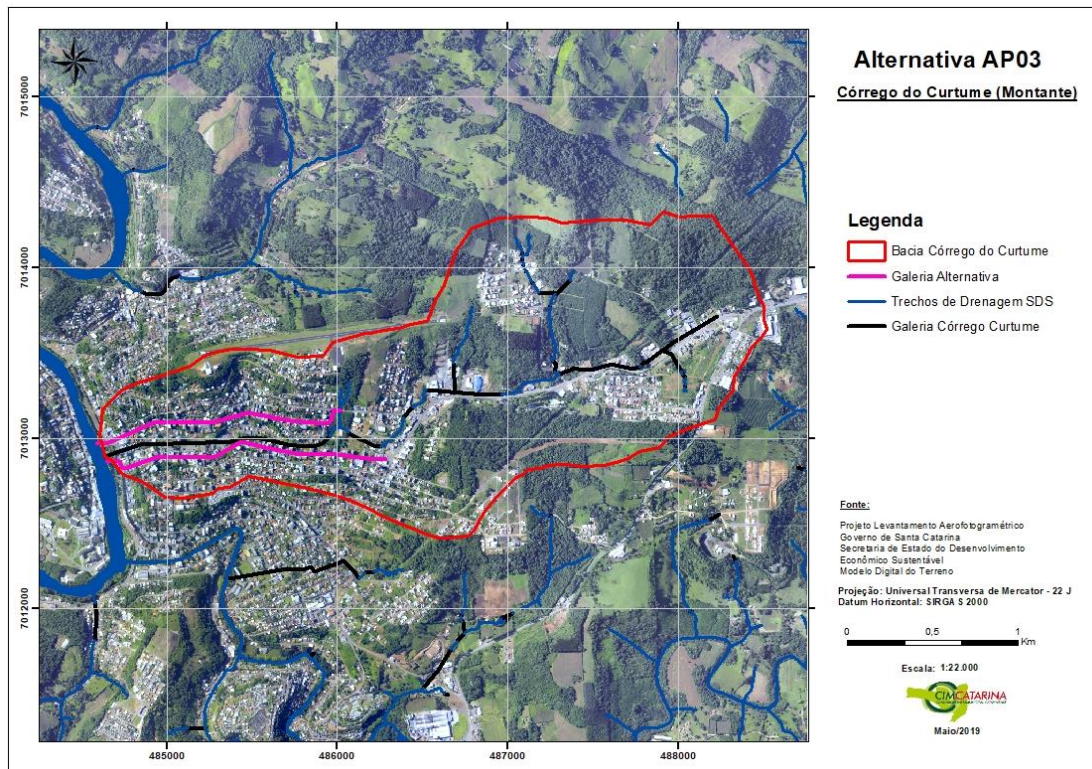 Alternativa AP03
Córrego do Curtume (Montante)
Legenda
Bacia Córrego do Curtume
Galeria Alternativa
Trechos de Drenagem SDS
Galeria Córrego Curtume
Fonte:
Projeto Levantamento Aerofotogramétrico
Governo de Santa Catarina
Secretaria de Estado do Desenvolvimento
Econômico Sustentável
Modelo Digital do Terreno
Projeção: Universal Transversa de Mercator - 22 J
Datum Horizontal: SIRGA S 2000
0 0,5 1
Km
Escala: 1:22.000
CIMCATARINA
Maio/2019
7015000
7014000
7013000
7012000
485000 486000 487000 488000